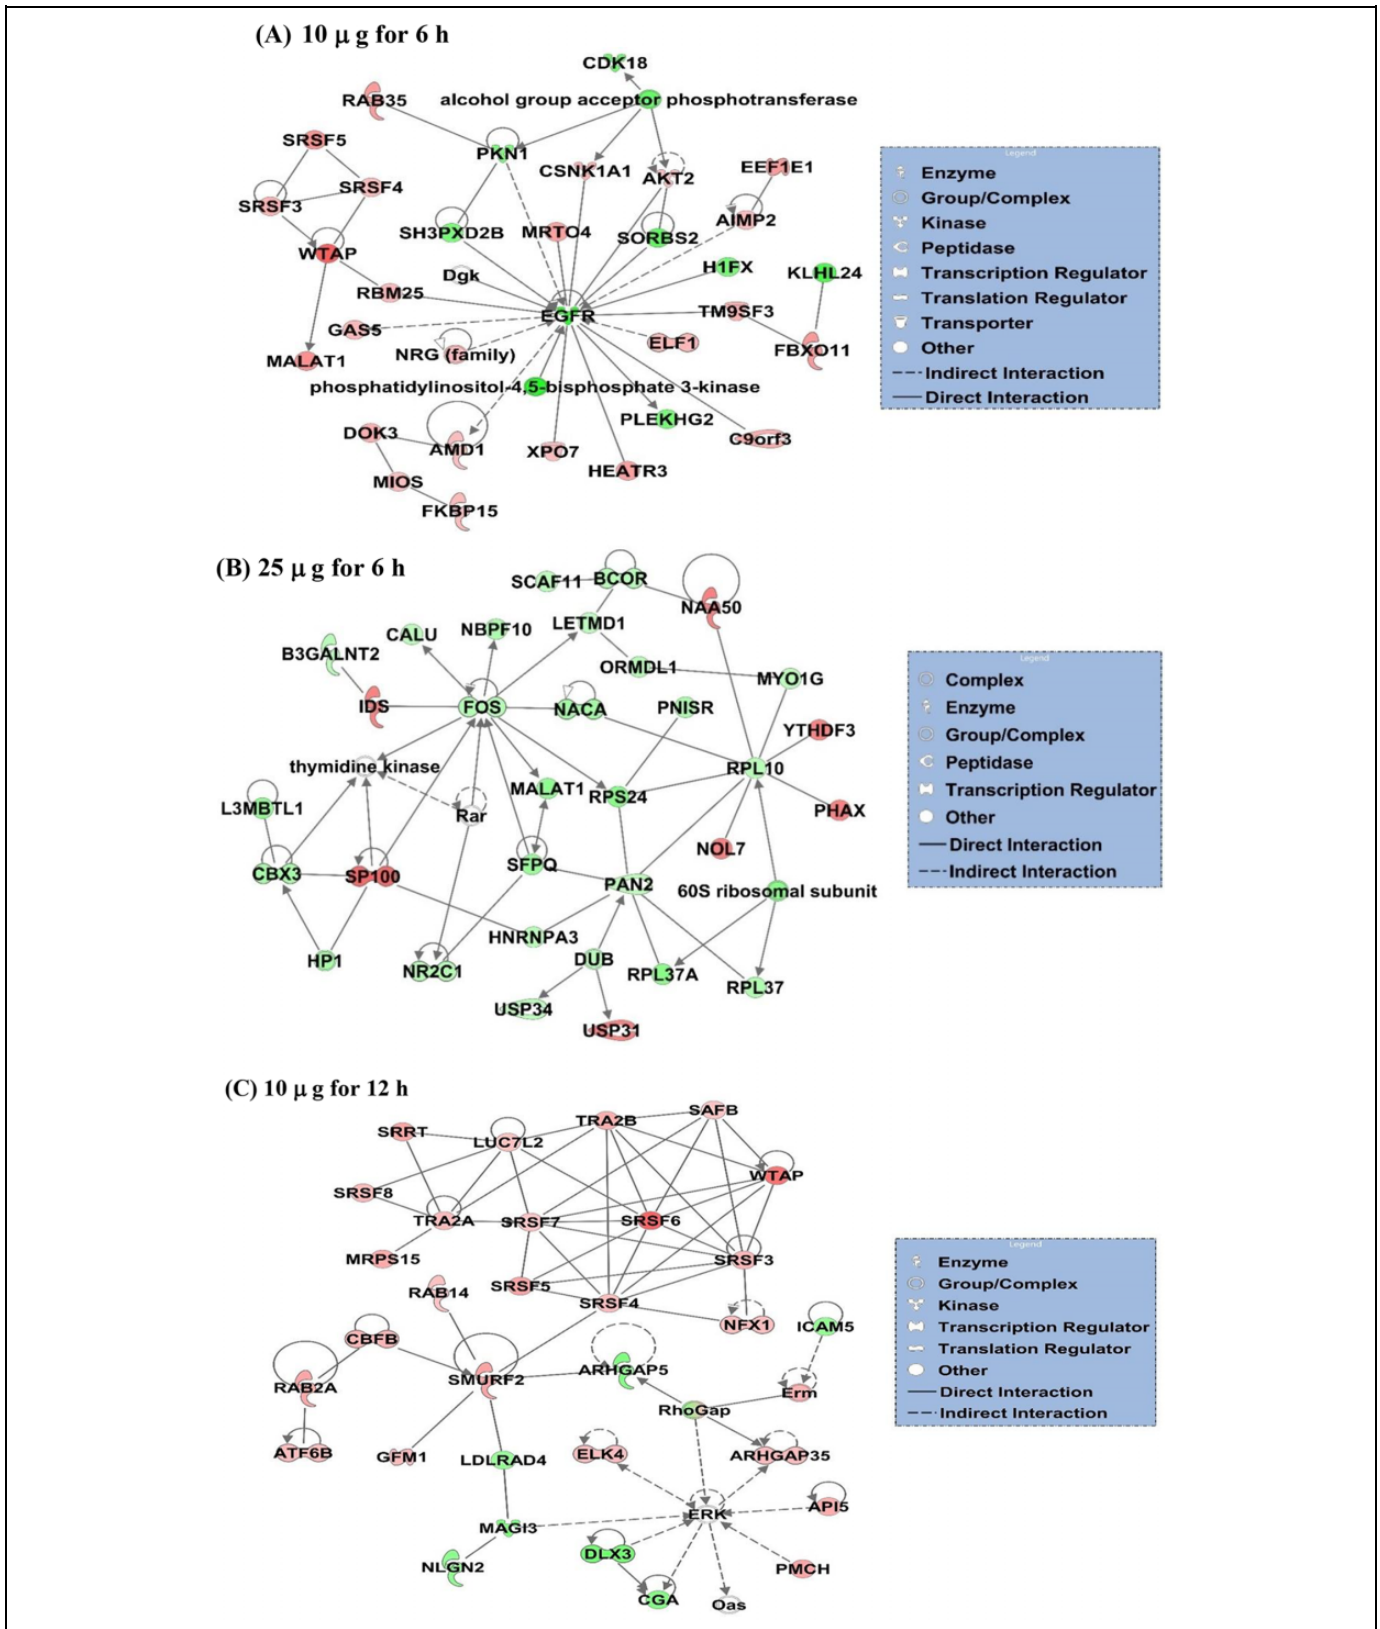 (A) 10 µ g for 6 h
CDK18
RAB35
alcohol group acceptor phosphotransferase
SRSF5
PKN1
CSNK1A1
AKT2
EEF1E1
SRSF4
SRSF3
AIMP2
SH3PXD2B
MRTO4
SORBS2
WTAP
Dgk
H1FX
KLHL24
RBM25
EGFR
TM9SF3
GAS5
ELF1
FBXO11
MALAT1
NRG (family)
phosphatidylinositol-4,5-bisphosphate 3-kinase
PLEKHG2
DOK3
AMD1
XPO7
C9orf3
HEATR3
MIOS
FKBP15
Legend
Enzyme
Group/Complex
Kinase
Peptidase
Transcription Regulator
Translation Regulator
Transporter
Other
Indirect Interaction
Direct Interaction
(B) 25 µ g for 6 h
SCAF11
BCOR
NAA50
CALU
NBPF10
LETMD1
B3GALNT2
ORMDL1
MYO1G
IDS
FOS
NACA
PNISR
YTHDF3
thymidine kinase
RPL10
MALAT1
RPS24
L3MBTL1
Rar
PHAX
NOL7
CBX3
SP100
SFPQ
PAN2
60S ribosomal subunit
HNRNPA3
HP1
NR2C1
DUB
RPL37A
RPL37
USP34
USP31
Legend
Complex
Enzyme
Group/Complex
Peptidase
Transcription Regulator
Other
Direct Interaction
Indirect Interaction
(C) 10 µ g for 12 h
SAFB
TRA2B
SRRT
LUC7L2
WTAP
SRSF8
TRA2A
SRSF7
SRSF6
MRPS15
SRSF3
SRSF5
RAB14
SRSF4
NFX1
ICAM5
CBFB
RAB2A
SMURF2
ARHGAP5
Erm
RhoGap
ATF6B
GFM1
LDLRAD4
ELK4
ARHGAP35
API5
ERK
MAGI3
NLGN2
DLX3
PMCH
CGA
Oas
Legend
Enzyme
Group/Complex
Kinase
Transcription Regulator
Translation Regulator
Other
Direct Interaction
Indirect Interaction